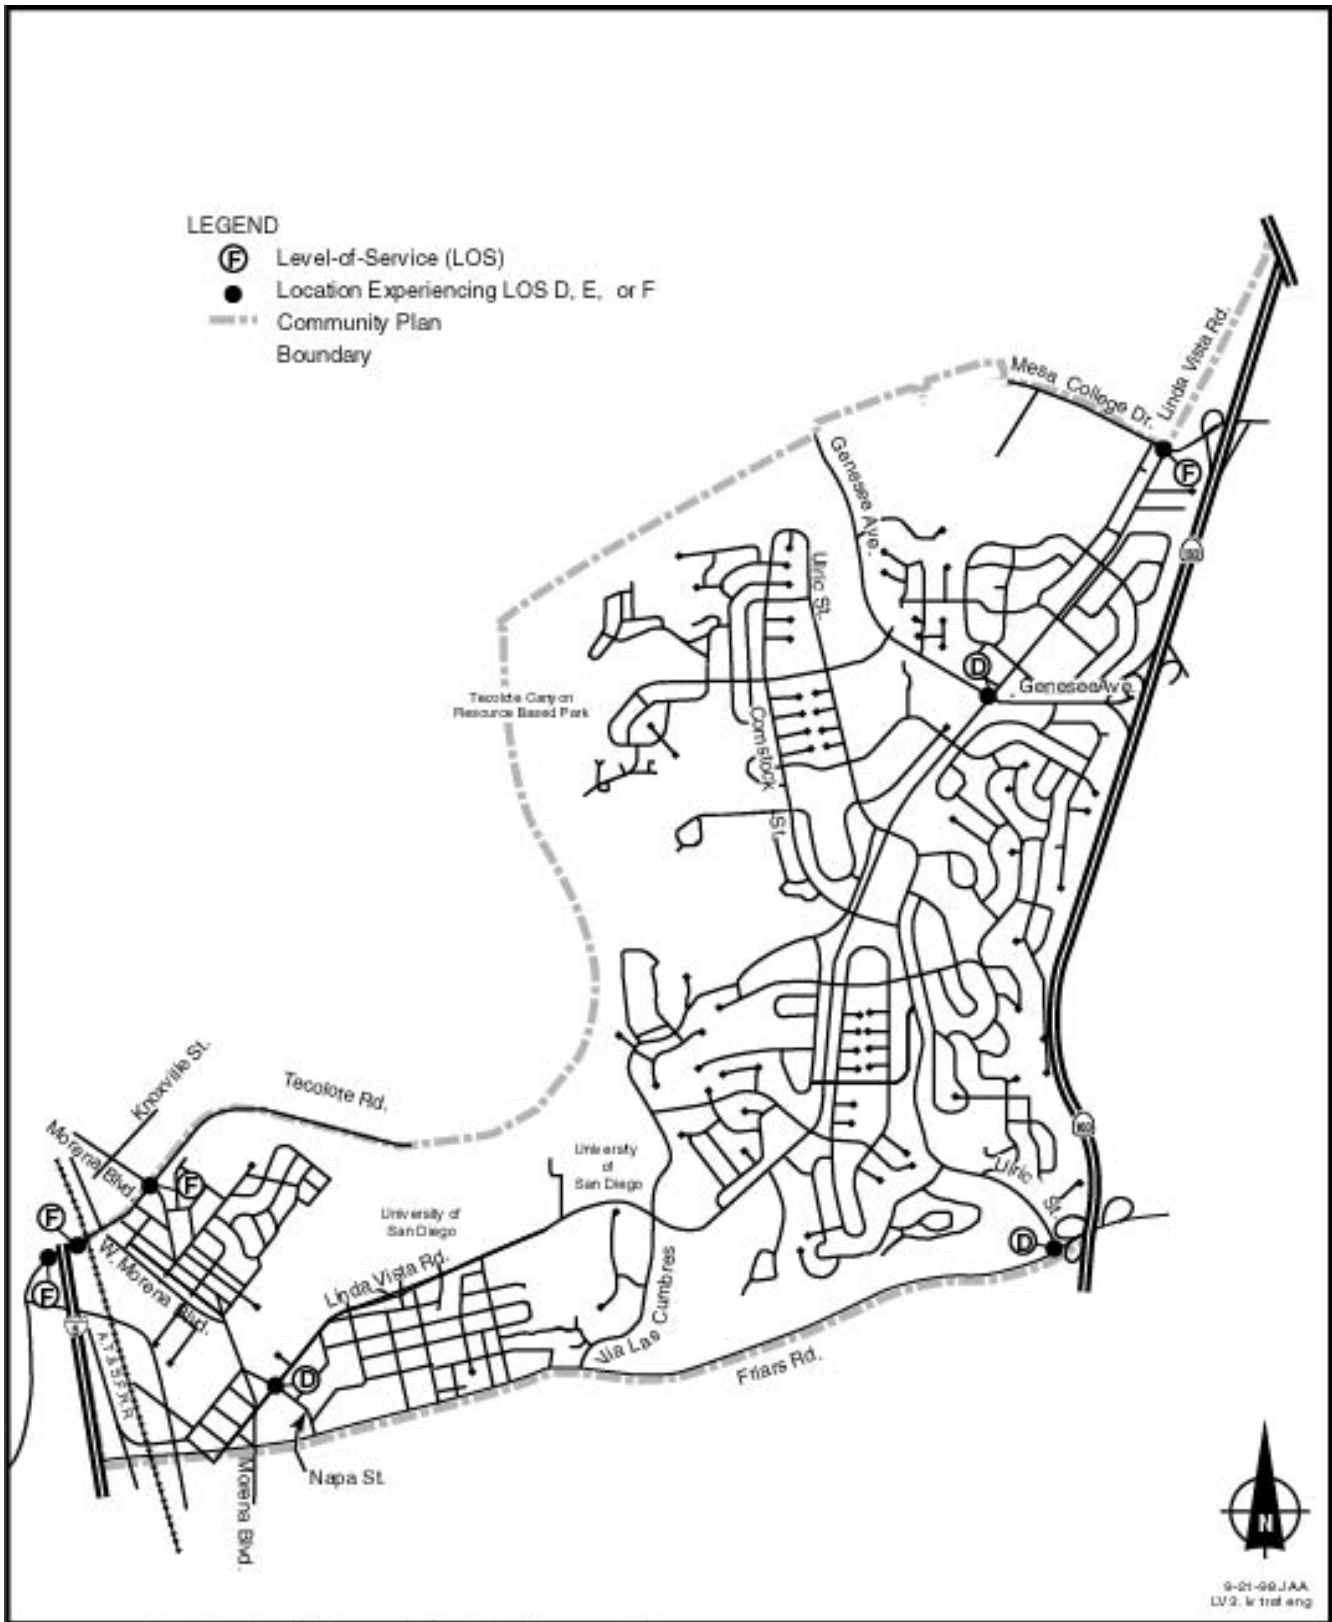 LEGEND
F
Level-of-Service (LOS)
Location Experiencing LOS D, E, or F
Community Plan
Boundary
Linda Vista Rd.
Mesa College Dr.
F
Genesee Ave.
Ulric St.
D
Genesee Ave.
Tecolote Canyon
Resource Based Park
Comstock
St.
Knoxville St.
Tecolote Rd.
Morena Blvd.
F
University
of
San Diego
Ulric St.
University of
San Diego
F
D
W. Morena Blvd.
Linda Vista Rd.
F
Via Las Cumbres
A.T.& S.F. R.R
D
Friars Rd.
Napa St.
Morena Blvd.
N